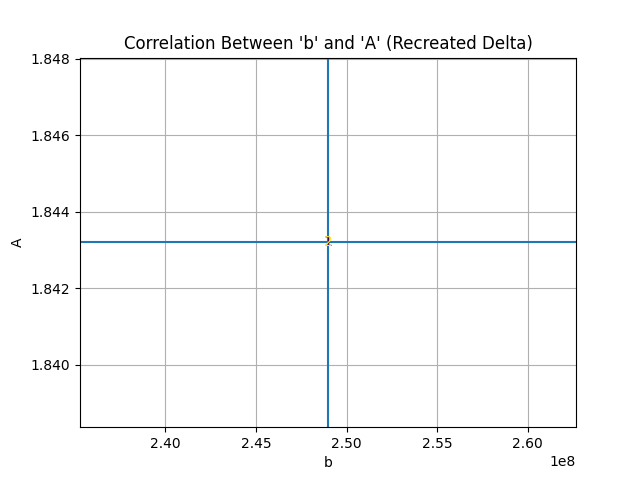 Correlation Between 'b' and 'A' (Recreated Delta)
1.848
1.846
1.844
1.842
1.840
A
2.40 2.45 2.50 2.55 2.60
1e8
b